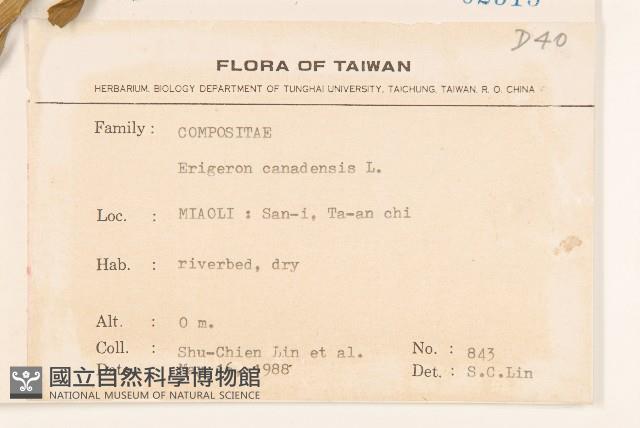 D40
FLORA OF TAIWAN
HERBARIUM. BIOLOGY DEPARTMENT OF TUNGHAI UNIVERSITY, TAICHUNG, TAIWAN. R. O. CHINA
Family : COMPOSITAE
Erigeron canadensis L.
Loc. : MIAOLI : San-i, Ta-an chi
Hab. : riverbed, dry
Alt. : 0 m.
Coll. : Shu-Chien Lin et al. No. : 843
1988 Det. : S.C.Lin
國立自然科學博物館
NATIONAL MUSEUM OF NATURAL SCIENCE